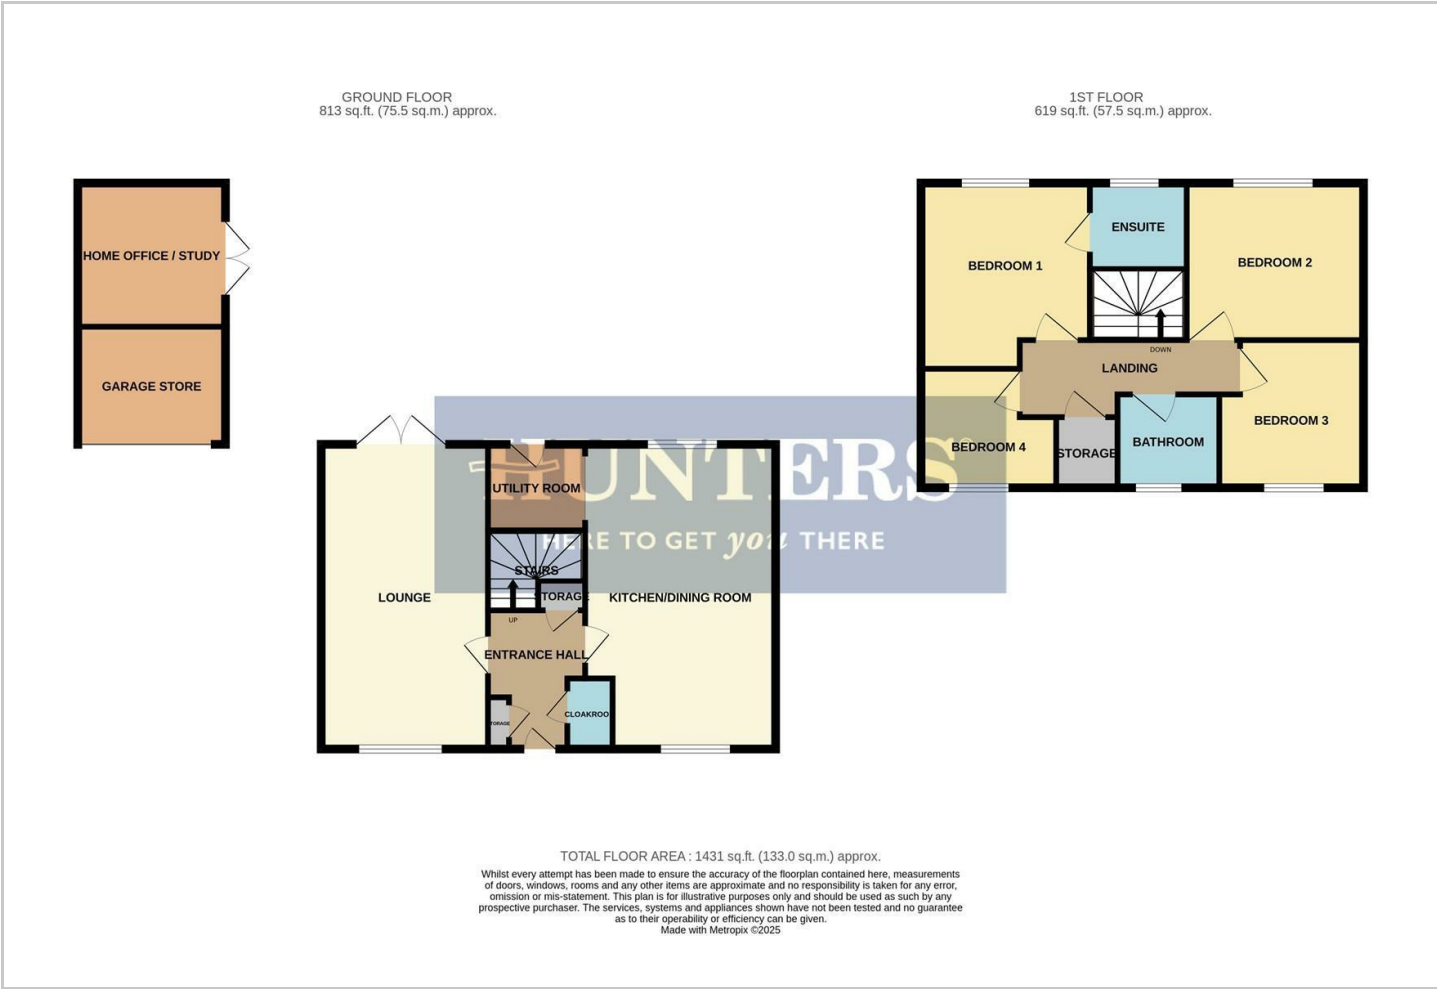 GROUND FLOOR
813 sq.ft. (75.5 sq.m.) approx.
1ST FLOOR
619 sq.ft. (57.5 sq.m.) approx.
HOME OFFICE / STUDY
GARAGE STORE
LOUNGE
UTILITY ROOM
STAIRS
STORAGE
UP
ENTRANCE HALL
KITCHEN/DINING ROOM
TORAGE
CLOAKROO
BEDROOM 1
ENSUITE
BEDROOM 2
DOWN
LANDING
BEDROOM 3
BEDROOM 4
STORAGE
BATHROOM
HUNTERS
HERE TO GET you THERE
TOTAL FLOOR AREA : 1431 sq.ft. (133.0 sq.m.) approx.
Whilst every attempt has been made to ensure the accuracy of the floorplan contained here, measurements
of doors, windows, rooms and any other items are approximate and no responsibility is taken for any error,
omission or mis-statement. This plan is for illustrative purposes only and should be used as such by any
prospective purchaser. The services, systems and appliances shown have not been tested and no guarantee
as to their operability or efficiency can be given.
Made with Metropix ©2025